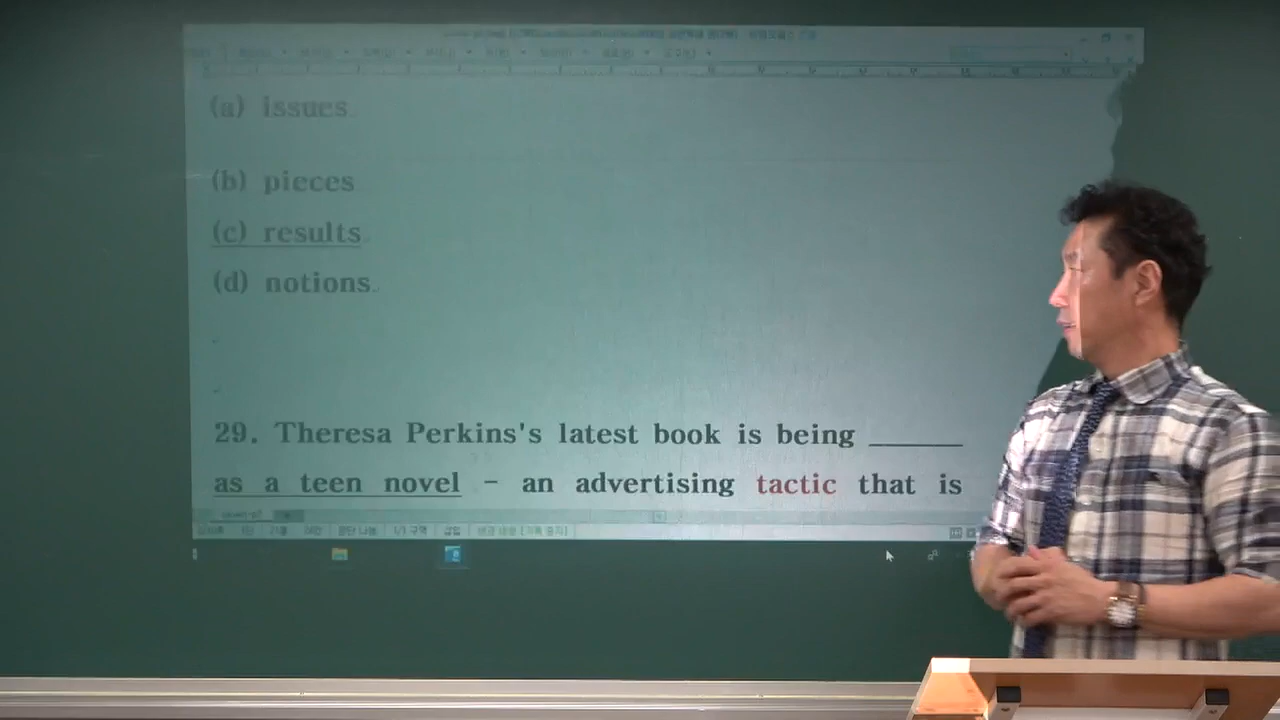 (a) issues
(b) pieces
(c) results
(d) notions
29. Theresa Perkins's latest book is being ______
as a teen novel - an advertising tactic that is